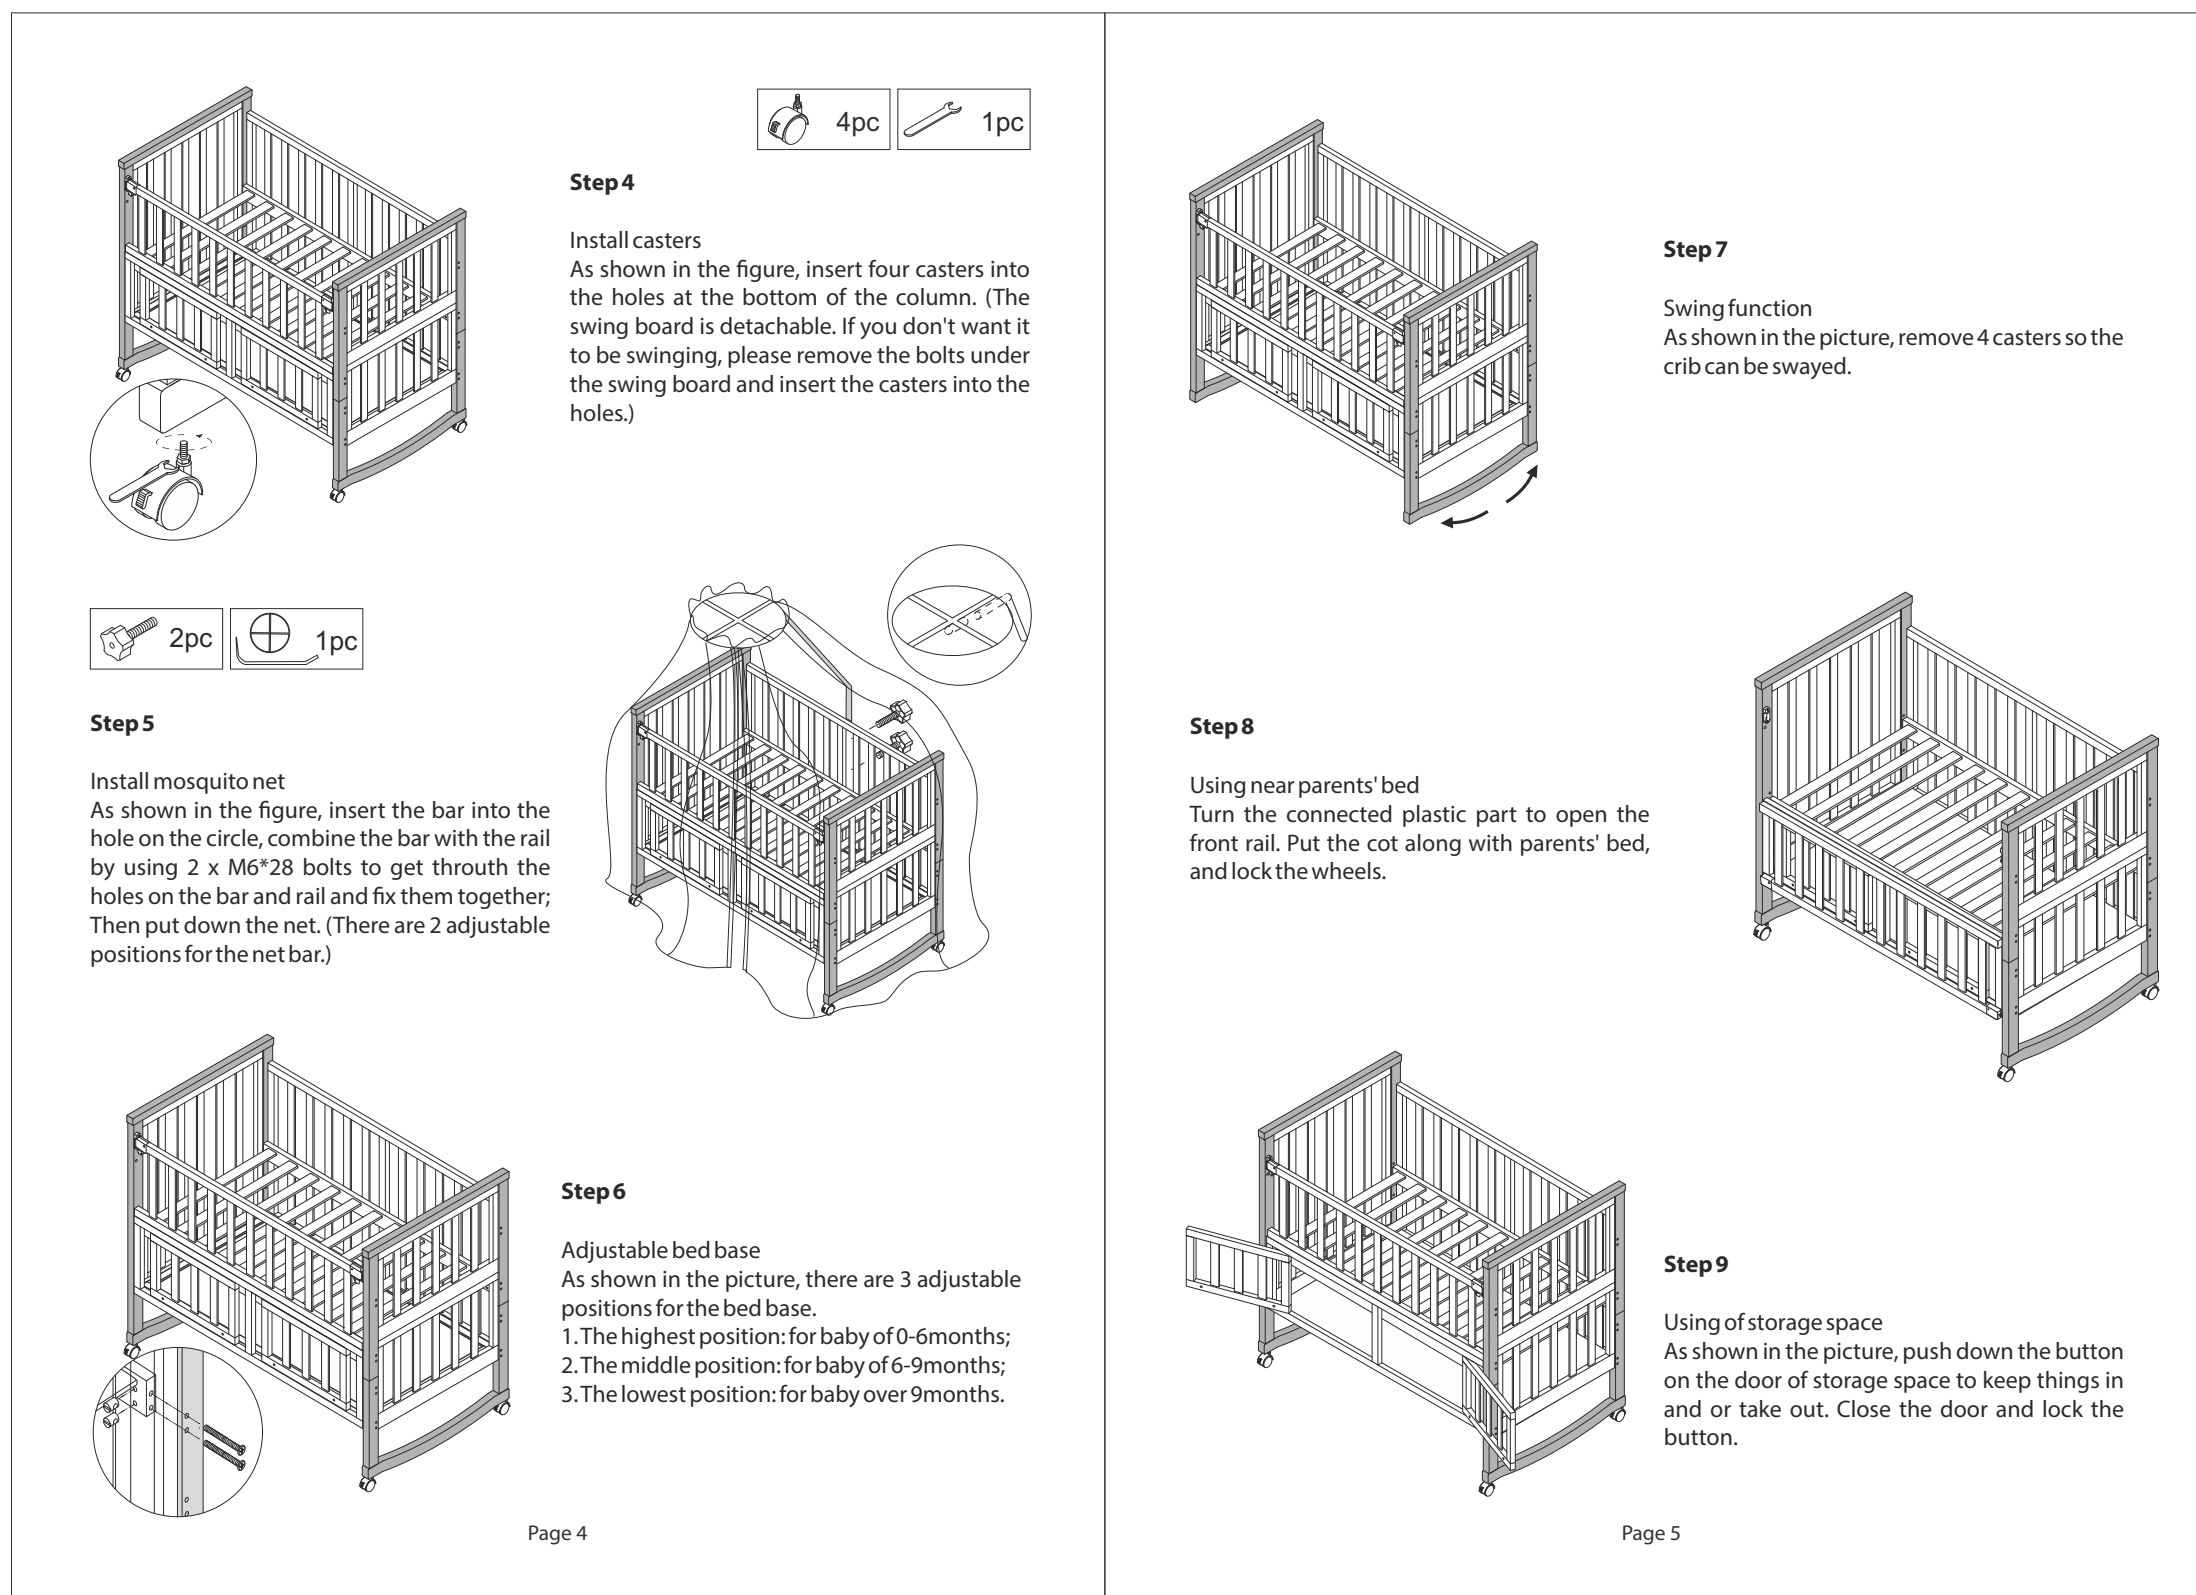 4pc
1pc
Step 4
Install casters
As shown in the figure, insert four casters into
the holes at the bottom of the column. (The
swing board is detachable. If you don't want it
to be swinging, please remove the bolts under
the swing board and insert the casters into the
holes.)
2pc
1pc
Step 5
Install mosquito net
As shown in the figure, insert the bar into the
hole on the circle, combine the bar with the rail
by using 2 x M6*28 bolts to get throuth the
holes on the bar and rail and fix them together;
Then put down the net. (There are 2 adjustable
positions for the net bar.)
Step 6
Adjustable bed base
As shown in the picture, there are 3 adjustable
positions for the bed base.
1. The highest position: for baby of 0-6months;
2. The middle position: for baby of 6-9months;
3. The lowest position: for baby over 9months.
Page 4
Step 7
Swing function
As shown in the picture, remove 4 casters so the
crib can be swayed.
Step 8
Using near parents' bed
Turn the connected plastic part to open the
front rail. Put the cot along with parents' bed,
and lock the wheels.
Step 9
Using of storage space
As shown in the picture, push down the button
on the door of storage space to keep things in
and or take out. Close the door and lock the
button.
Page 5